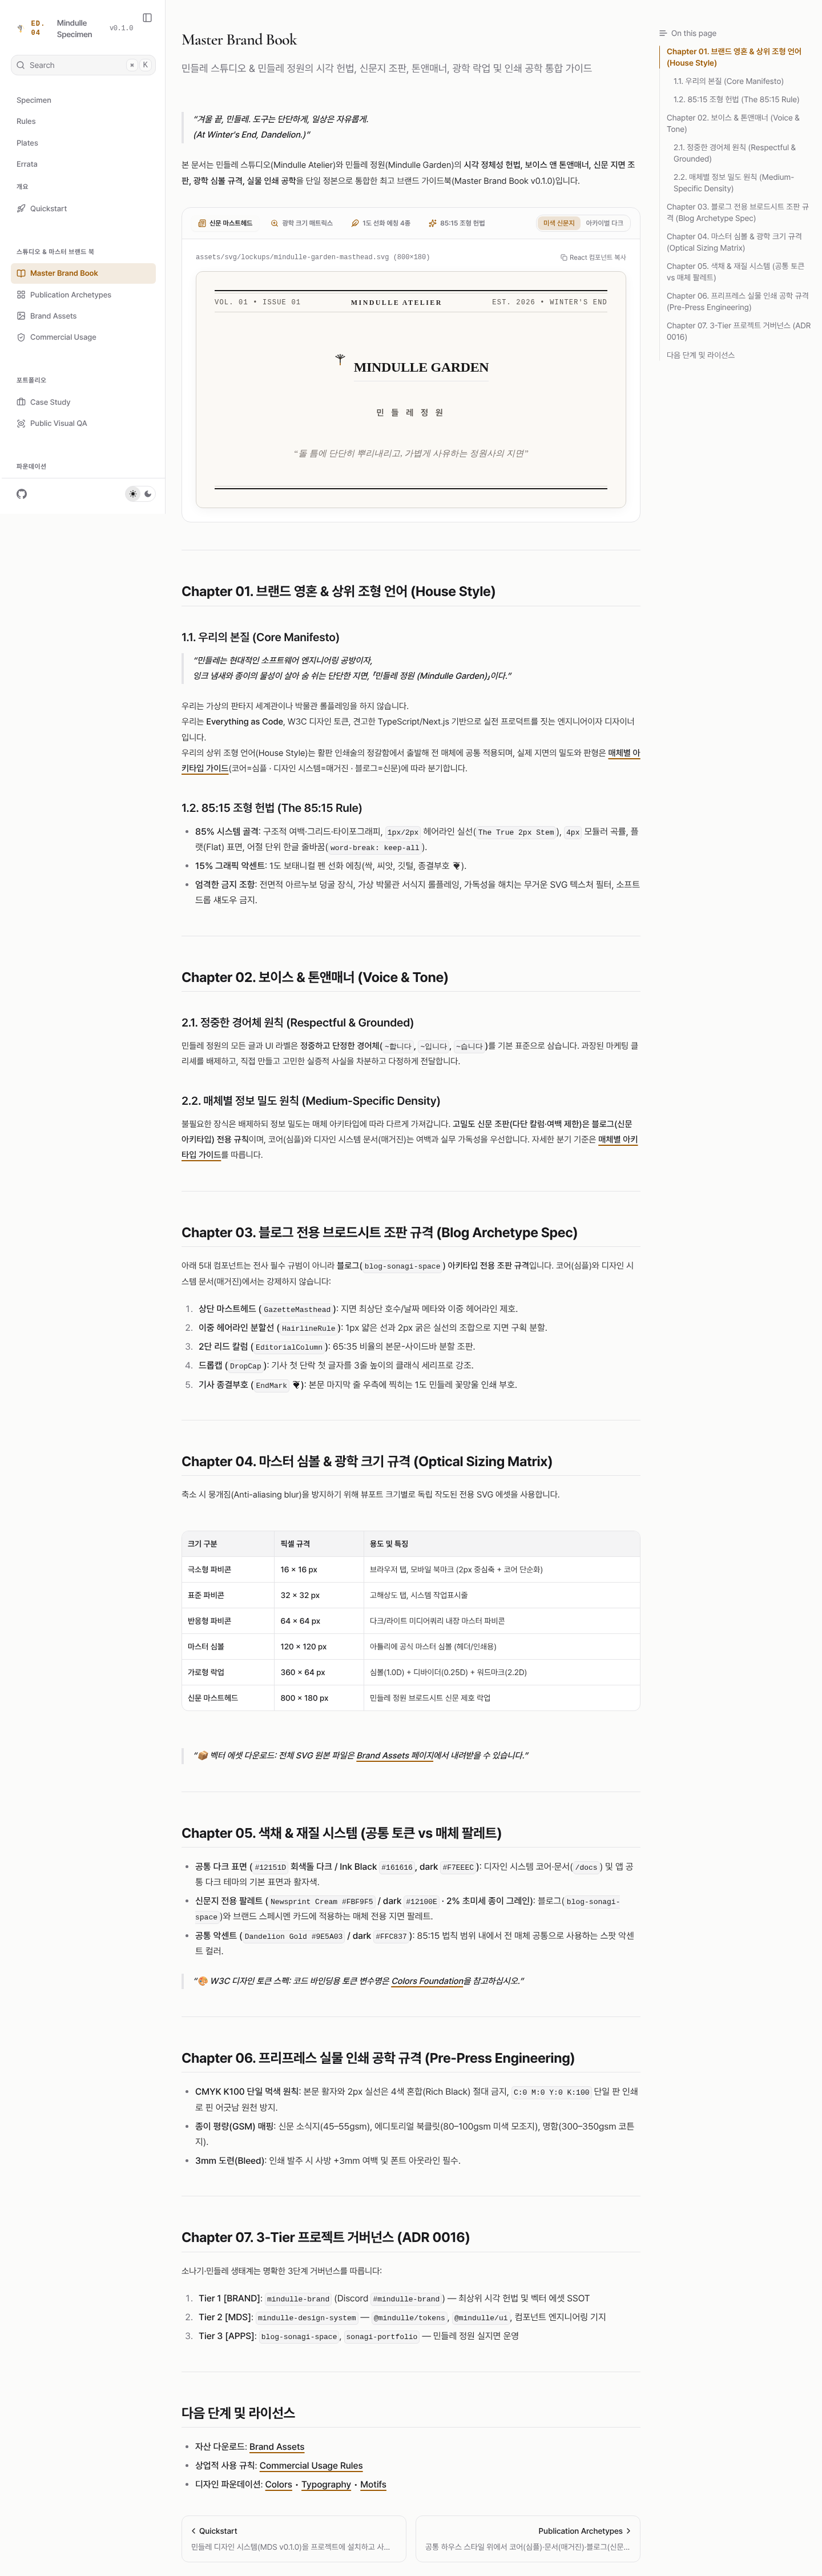 ED.
04
Mindulle
Specimen
v0.1.0
Search
K
Specimen
Rules
Plates
Errata
개요
Quickstart
스튜디오 & 마스터 브랜드 북
Master Brand Book
Publication Archetypes
Brand Assets
Commercial Usage
포트폴리오
Case Study
Public Visual QA
파운데이션
Master Brand Book
민들레 스튜디오 & 민들레 정원의 시각 헌법, 신문지 조판, 톤앤매너, 광학 락업 및 인쇄 공학 통합 가이드
“겨울 끝, 민들레. 도구는 단단하게, 일상은 자유롭게.
(At Winter's End, Dandelion.)”
본 문서는 민들레 스튜디오(Mindulle Atelier)와 민들레 정원(Mindulle Garden)의 시각 정체성 헌법, 보이스 앤 톤앤매너, 신문 지면 조
판, 광학 심볼 규격, 실물 인쇄 공학을 단일 정본으로 통합한 최고 브랜드 가이드북(Master Brand Book v0.1.0)입니다.
신문 마스트헤드
광학 크기 매트릭스
1도 선화 에칭 4종
85:15 조형 헌법
미색 신문지
아카이벌 다크
assets/svg/lockups/mindulle-garden-masthead.svg (800×180)
React 컴포넌트 복사
VOL. 01 • ISSUE 01
MINDULLE ATELIER
EST. 2026 • WINTER'S END
MINDULLE GARDEN
민 들 레 정 원
“돌 틈에 단단히 뿌리내리고, 가볍게 사유하는 정원사의 지면”
Chapter 01. 브랜드 영혼 & 상위 조형 언어 (House Style)
1.1. 우리의 본질 (Core Manifesto)
“민들레는 현대적인 소프트웨어 엔지니어링 공방이자,
잉크 냄새와 종이의 물성이 살아 숨 쉬는 단단한 지면, 「민들레 정원 (Mindulle Garden)」이다.”
우리는 가상의 판타지 세계관이나 박물관 롤플레잉을 하지 않습니다.
우리는 Everything as Code, W3C 디자인 토큰, 견고한 TypeScript/Next.js 기반으로 실전 프로덕트를 짓는 엔지니어이자 디자이너
입니다.
우리의 상위 조형 언어(House Style)는 활판 인쇄술의 정갈함에서 출발해 전 매체에 공통 적용되며, 실제 지면의 밀도와 판형은 매체별 아
키타입 가이드(코어=심플 · 디자인 시스템=매거진 · 블로그=신문)에 따라 분기합니다.
1.2. 85:15 조형 헌법 (The 85:15 Rule)
• 85% 시스템 골격: 구조적 여백·그리드·타이포그래피, 1px/2px 헤어라인 실선( The True 2px Stem ), 4px 모듈러 곡률, 플
랫(Flat) 표면, 어절 단위 한글 줄바꿈( word-break: keep-all ).
• 15% 그래픽 악센트: 1도 보태니컬 펜 선화 에칭(싹, 씨앗, 깃털, 종결부호 ❦).
• 엄격한 금지 조항: 전면적 아르누보 덩굴 장식, 가상 박물관 서식지 롤플레잉, 가독성을 해치는 무거운 SVG 텍스처 필터, 소프트
드롭 섀도우 금지.
Chapter 02. 보이스 & 톤앤매너 (Voice & Tone)
2.1. 정중한 경어체 원칙 (Respectful & Grounded)
민들레 정원의 모든 글과 UI 라벨은 정중하고 단정한 경어체( ~합니다 , ~입니다 , ~습니다 )를 기본 표준으로 삼습니다. 과장된 마케팅 클
리셰를 배제하고, 직접 만들고 고민한 실증적 사실을 차분하고 다정하게 전달합니다.
2.2. 매체별 정보 밀도 원칙 (Medium-Specific Density)
불필요한 장식은 배제하되 정보 밀도는 매체 아키타입에 따라 다르게 가져갑니다. 고밀도 신문 조판(다단 칼럼·여백 제한)은 블로그(신문
아키타입) 전용 규칙이며, 코어(심플)와 디자인 시스템 문서(매거진)는 여백과 실무 가독성을 우선합니다. 자세한 분기 기준은 매체별 아키
타입 가이드를 따릅니다.
Chapter 03. 블로그 전용 브로드시트 조판 규격 (Blog Archetype Spec)
아래 5대 컴포넌트는 전사 필수 규범이 아니라 블로그( blog-sonagi-space ) 아키타입 전용 조판 규격입니다. 코어(심플)와 디자인 시
스템 문서(매거진)에서는 강제하지 않습니다:
1. 상단 마스트헤드 ( GazetteMasthead ): 지면 최상단 호수/날짜 메타와 이중 헤어라인 제호.
2. 이중 헤어라인 분할선 ( HairlineRule ): 1px 얇은 선과 2px 굵은 실선의 조합으로 지면 구획 분할.
3. 2단 리드 칼럼 ( EditorialColumn ): 65:35 비율의 본문-사이드바 분할 조판.
4. 드롭캡 ( DropCap ): 기사 첫 단락 첫 글자를 3줄 높이의 클래식 세리프로 강조.
5. 기사 종결부호 ( EndMark ❦): 본문 마지막 줄 우측에 찍히는 1도 민들레 꽃망울 인쇄 부호.
Chapter 04. 마스터 심볼 & 광학 크기 규격 (Optical Sizing Matrix)
축소 시 뭉개짐(Anti-aliasing blur)을 방지하기 위해 뷰포트 크기별로 독립 작도된 전용 SVG 에셋을 사용합니다.
크기 구분 픽셀 규격 용도 및 특징
극소형 파비콘 16 × 16 px 브라우저 탭, 모바일 북마크 (2px 중심축 + 코어 단순화)
표준 파비콘 32 × 32 px 고해상도 탭, 시스템 작업표시줄
반응형 파비콘 64 × 64 px 다크/라이트 미디어쿼리 내장 마스터 파비콘
마스터 심볼 120 × 120 px 아틀리에 공식 마스터 심볼 (헤더/인쇄용)
가로형 락업 360 × 64 px 심볼(1.0D) + 디바이더(0.25D) + 워드마크(2.2D)
신문 마스트헤드 800 × 180 px 민들레 정원 브로드시트 신문 제호 락업
“📦 벡터 에셋 다운로드: 전체 SVG 원본 파일은 Brand Assets 페이지에서 내려받을 수 있습니다.”
Chapter 05. 색채 & 재질 시스템 (공통 토큰 vs 매체 팔레트)
• 공통 다크 표면 ( #12151D 회색돌 다크 / Ink Black #161616 , dark #F7EEEC ): 디자인 시스템 코어·문서( /docs ) 및 앱 공
통 다크 테마의 기본 표면과 활자색.
• 신문지 전용 팔레트 ( Newsprint Cream #FBF9F5 / dark #12100E · 2% 초미세 종이 그레인): 블로그( blog-sonagi-
space )와 브랜드 스페시멘 카드에 적용하는 매체 전용 지면 팔레트.
• 공통 악센트 ( Dandelion Gold #9E5A03 / dark #FFC837 ): 85:15 법칙 범위 내에서 전 매체 공통으로 사용하는 스팟 악센
트 컬러.
“🎨 W3C 디자인 토큰 스펙: 코드 바인딩용 토큰 변수명은 Colors Foundation을 참고하십시오.”
Chapter 06. 프리프레스 실물 인쇄 공학 규격 (Pre-Press Engineering)
• CMYK K100 단일 먹색 원칙: 본문 활자와 2px 실선은 4색 혼합(Rich Black) 절대 금지, C:0 M:0 Y:0 K:100 단일 판 인쇄
로 핀 어긋남 원천 방지.
• 종이 평량(GSM) 매핑: 신문 소식지(45–55gsm), 에디토리얼 북클릿(80–100gsm 미색 모조지), 명함(300–350gsm 코튼
지).
• 3mm 도련(Bleed): 인쇄 발주 시 사방 +3mm 여백 및 폰트 아웃라인 필수.
Chapter 07. 3-Tier 프로젝트 거버넌스 (ADR 0016)
소나기·민들레 생태계는 명확한 3단계 거버넌스를 따릅니다:
1. Tier 1 [BRAND]: mindulle-brand (Discord #mindulle-brand ) — 최상위 시각 헌법 및 벡터 에셋 SSOT
2. Tier 2 [MDS]: mindulle-design-system — @mindulle/tokens , @mindulle/ui , 컴포넌트 엔지니어링 기지
3. Tier 3 [APPS]: blog-sonagi-space , sonagi-portfolio — 민들레 정원 실지면 운영
다음 단계 및 라이선스
• 자산 다운로드: Brand Assets
• 상업적 사용 규칙: Commercial Usage Rules
• 디자인 파운데이션: Colors · Typography · Motifs
Quickstart
민들레 디자인 시스템(MDS v0.1.0)을 프로젝트에 설치하고 사...
Publication Archetypes
공통 하우스 스타일 위에서 코어(심플)·문서(매거진)·블로그(신문...
On this page
Chapter 01. 브랜드 영혼 & 상위 조형 언어
(House Style)
1.1. 우리의 본질 (Core Manifesto)
1.2. 85:15 조형 헌법 (The 85:15 Rule)
Chapter 02. 보이스 & 톤앤매너 (Voice &
Tone)
2.1. 정중한 경어체 원칙 (Respectful &
Grounded)
2.2. 매체별 정보 밀도 원칙 (Medium-
Specific Density)
Chapter 03. 블로그 전용 브로드시트 조판 규
격 (Blog Archetype Spec)
Chapter 04. 마스터 심볼 & 광학 크기 규격
(Optical Sizing Matrix)
Chapter 05. 색채 & 재질 시스템 (공통 토큰
vs 매체 팔레트)
Chapter 06. 프리프레스 실물 인쇄 공학 규격
(Pre-Press Engineering)
Chapter 07. 3-Tier 프로젝트 거버넌스 (ADR
0016)
다음 단계 및 라이선스